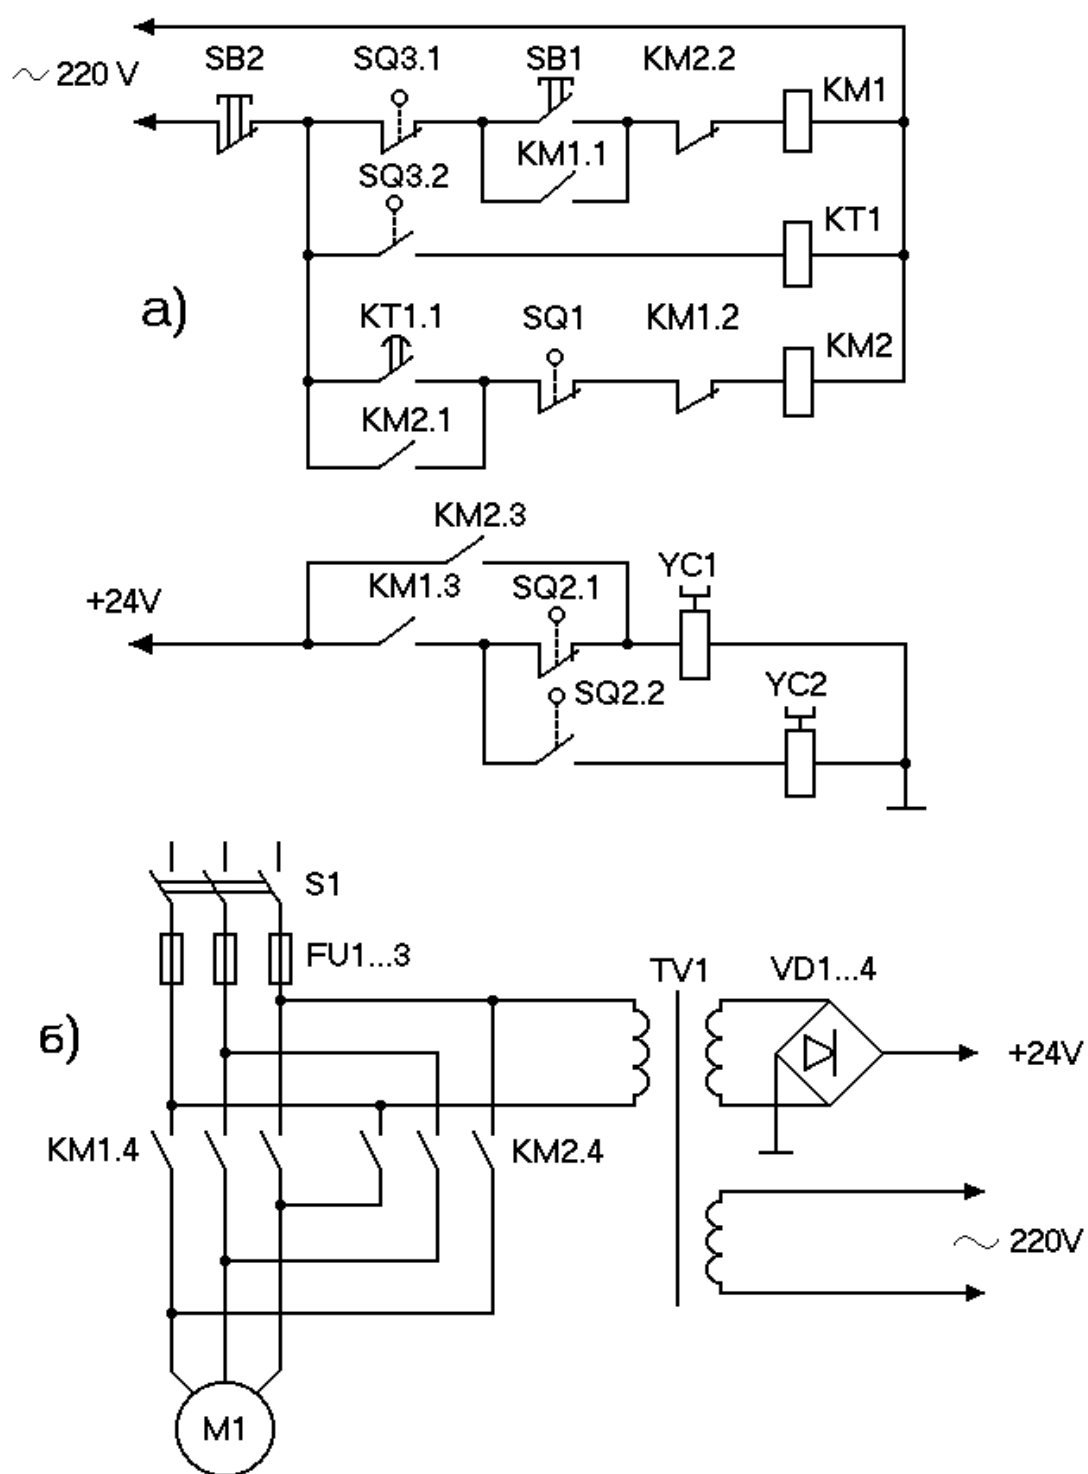 SB2 SQ3.1 SB1 KM2.2
~ 220 V KM1
KM1.1
SQ3.2
KT1
а)
KT1.1 SQ1 KM1.2
KM2
KM2.1
KM2.3
YC1
KM1.3 SQ2.1
+24V
YC2
SQ2.2
S1
FU1...3 TV1 VD1...4
б)
+24V
KM1.4 KM2.4
~ 220V
M1